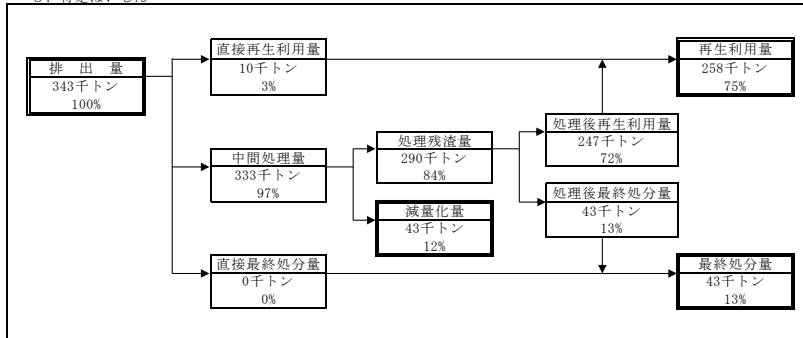 直接再生利用量
10千トン
3%
再生利用量
258千トン
75%
排　出　量
343千トン
100%
処理後再生利用量
247千トン
72%
処理残渣量
290千トン
84%
中間処理量
333千トン
97%
処理後最終処分量
43千トン
13%
減量化量
43千トン
12%
直接最終処分量
0千トン
0%
最終処分量
43千トン
13%